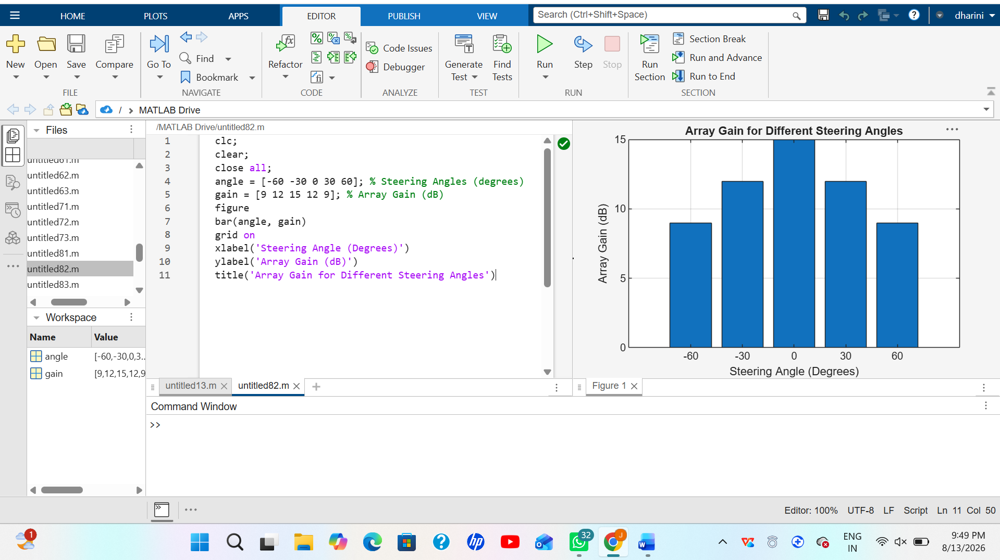 HOME PLOTS APPS EDITOR PUBLISH VIEW Search (Ctrl+Shift+Space) dharini
New Open Save Compare Go To Find Bookmark Refactor Code Issues Debugger Generate Test Find Tests Run Step Stop Run Section Section Break Run and Advance Run to End
FILE NAVIGATE CODE ANALYZE TEST RUN SECTION
/ › MATLAB Drive
Files
untitled61.m
untitled62.m
untitled63.m
untitled71.m
untitled72.m
untitled73.m
untitled81.m
untitled82.m
untitled83.m
Workspace
Name Value
angle [-60,-30,0,3..
gain [9,12,15,12,9
/MATLAB Drive/untitled82.m
1 clc;
2 clear;
3 close all;
4 angle = [-60 -30 0 30 60]; % Steering Angles (degrees)
5 gain = [9 12 15 12 9]; % Array Gain (dB)
6 figure
7 bar(angle, gain)
8 grid on
9 xlabel('Steering Angle (Degrees)')
10 ylabel('Array Gain (dB)')
11 title('Array Gain for Different Steering Angles')
untitled13.m untitled82.m
Array Gain for Different Steering Angles
15
10
5
0
Array Gain (dB)
-60 -30 0 30 60
Steering Angle (Degrees)
Figure 1
Command Window
>>
Editor: 100% UTF-8 LF Script Ln 11 Col 50
1
32
J
ENG
IN
9:49 PM
8/13/2026